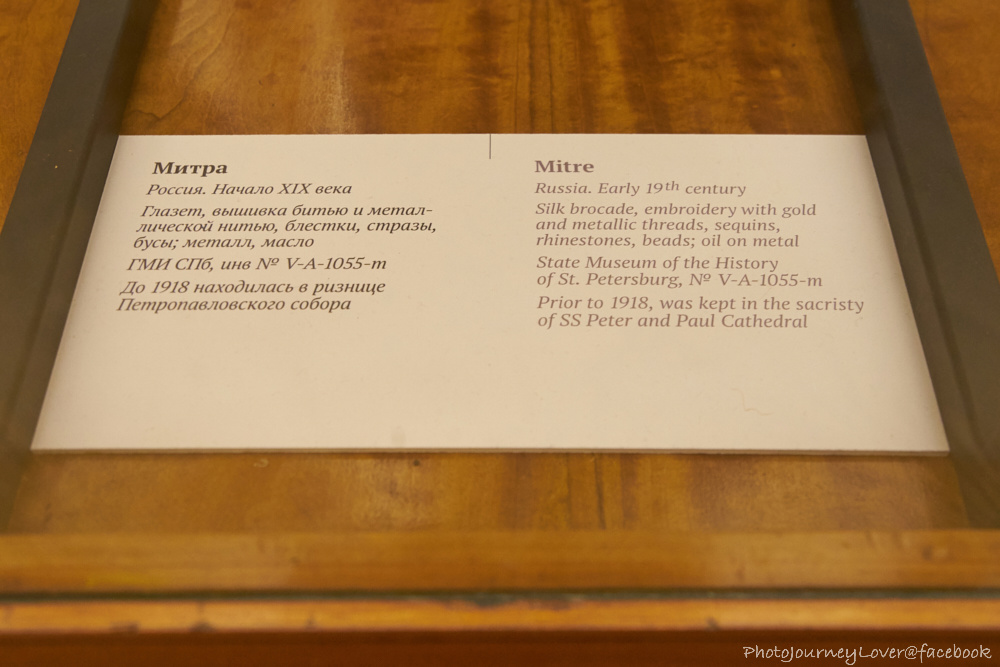 Митра
Россия. Начало XIX века
Глазет, вышивка битью и метал-
лической нитью, блестки, стразы,
бусы; металл, масло
ГМИ СПб, инв № V-A-1055-m
До 1918 находилась в ризнице
Петропавловского собора
Mitre
Russia. Early 19th century
Silk brocade, embroidery with gold
and metallic threads, sequins,
rhinestones, beads; oil on metal
State Museum of the History
of St. Petersburg, № V-A-1055-m
Prior to 1918, was kept in the sacristy
of SS Peter and Paul Cathedral
PhotoJourneyLover@facebook